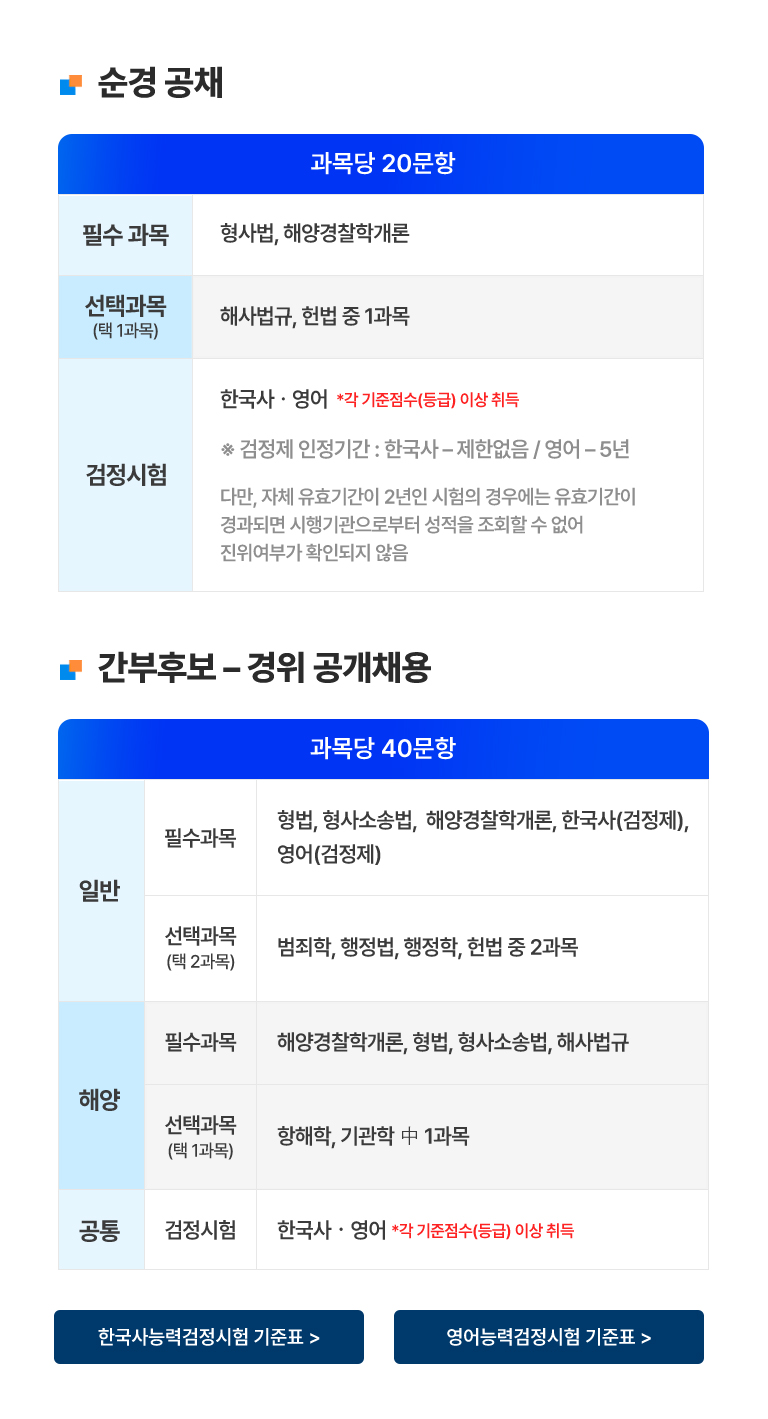 순경 공채
과목당 20문항
필수 과목
형사법, 해양경찰학개론
선택과목
(택 1과목)
해사법규, 헌법 중 1과목
검정시험
한국사 · 영어 *각 기준점수(등급) 이상 취득
※ 검정제 인정기간 : 한국사 – 제한없음 / 영어 – 5년
다만, 자체 유효기간이 2년인 시험의 경우에는 유효기간이
경과되면 시행기관으로부터 성적을 조회할 수 없어
진위여부가 확인되지 않음
간부후보 – 경위 공개채용
과목당 40문항
일반
필수과목
형법, 형사소송법, 해양경찰학개론, 한국사(검정제),
영어(검정제)
선택과목
(택 2과목)
범죄학, 행정법, 행정학, 헌법 중 2과목
해양
필수과목
해양경찰학개론, 형법, 형사소송법, 해사법규
선택과목
(택 1과목)
항해학, 기관학 中 1과목
공통
검정시험
한국사 · 영어 *각 기준점수(등급) 이상 취득
한국사능력검정시험 기준표 >
영어능력검정시험 기준표 >